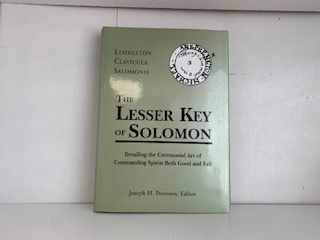 LEMEGETON
CLAVICULA
SALOMONIS
THE
LESSER KEY
OF SOLOMON
Detailing the Ceremonial Art of
Commanding Spirits Both Good and Evil
Joseph H. Peterson, Editor